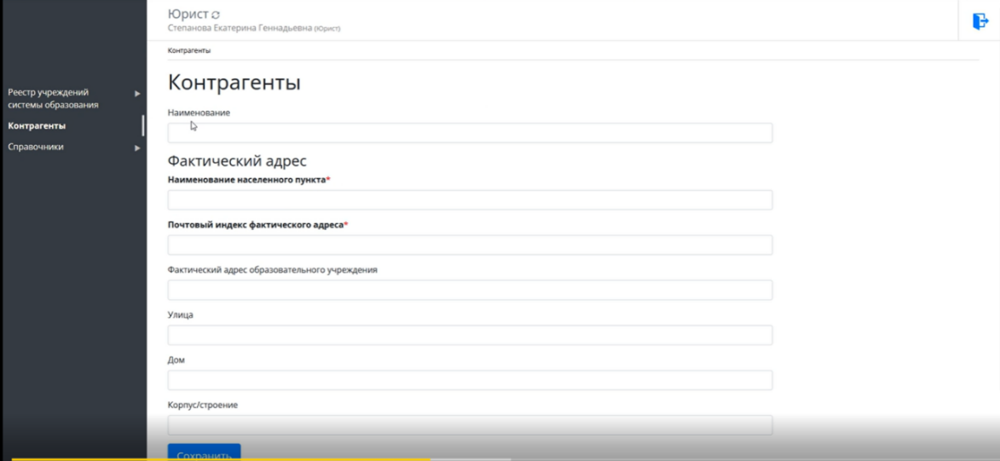 Юрист
Степанова Екатерина Геннадьевна (Юрист)
Контрагенты
Реестр учреждений
системы образования
Контрагенты
Справочники
Контрагенты
Наименование
Фактический адрес
Наименование населенного пункта*
Почтовый индекс фактического адреса*
Фактический адрес образовательного учреждения
Улица
Дом
Корпус/строение
Сохранить